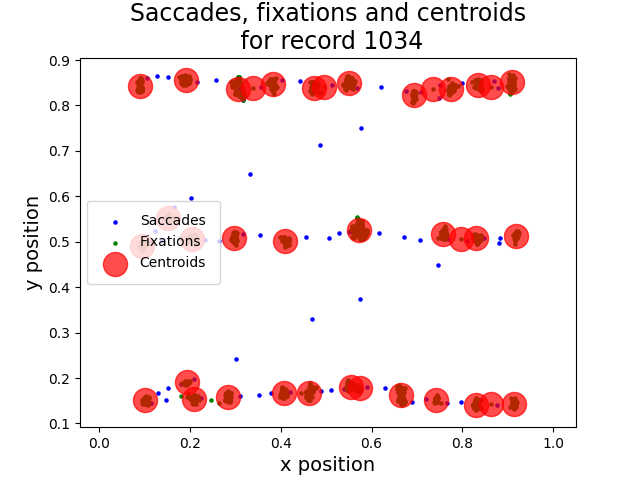 Saccades, fixations and centroids
for record 1034
0.9
0.8
0.7
0.6
0.5
0.4
0.3
0.2
0.1
y position
Saccades
Fixations
Centroids
0.0 0.2 0.4 0.6 0.8 1.0
x position